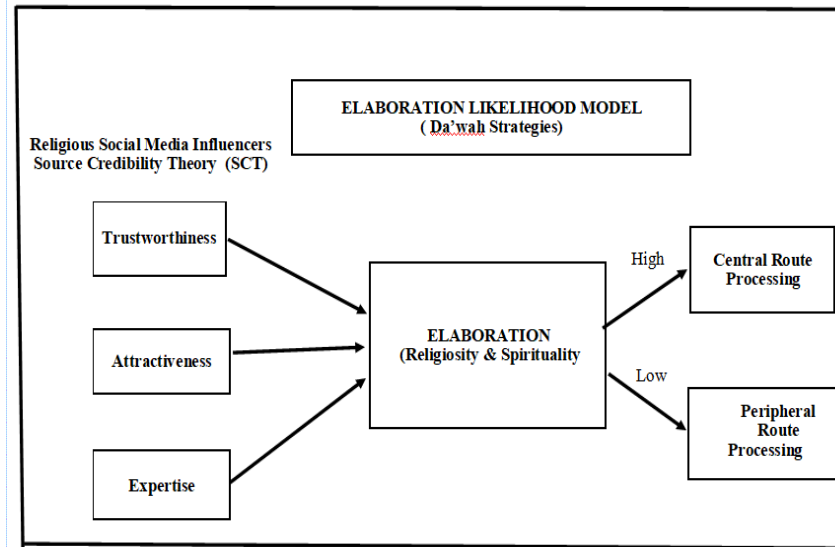 ELABORATION LIKELIHOOD MODEL
( Da'wah Strategies)
Religious Social Media Influencers
Source Credibility Theory (SCT)
Trustworthiness
Attractiveness
Expertise
ELABORATION
(Religiosity & Spirituality
High
Low
Central Route
Processing
Peripheral
Route
Processing